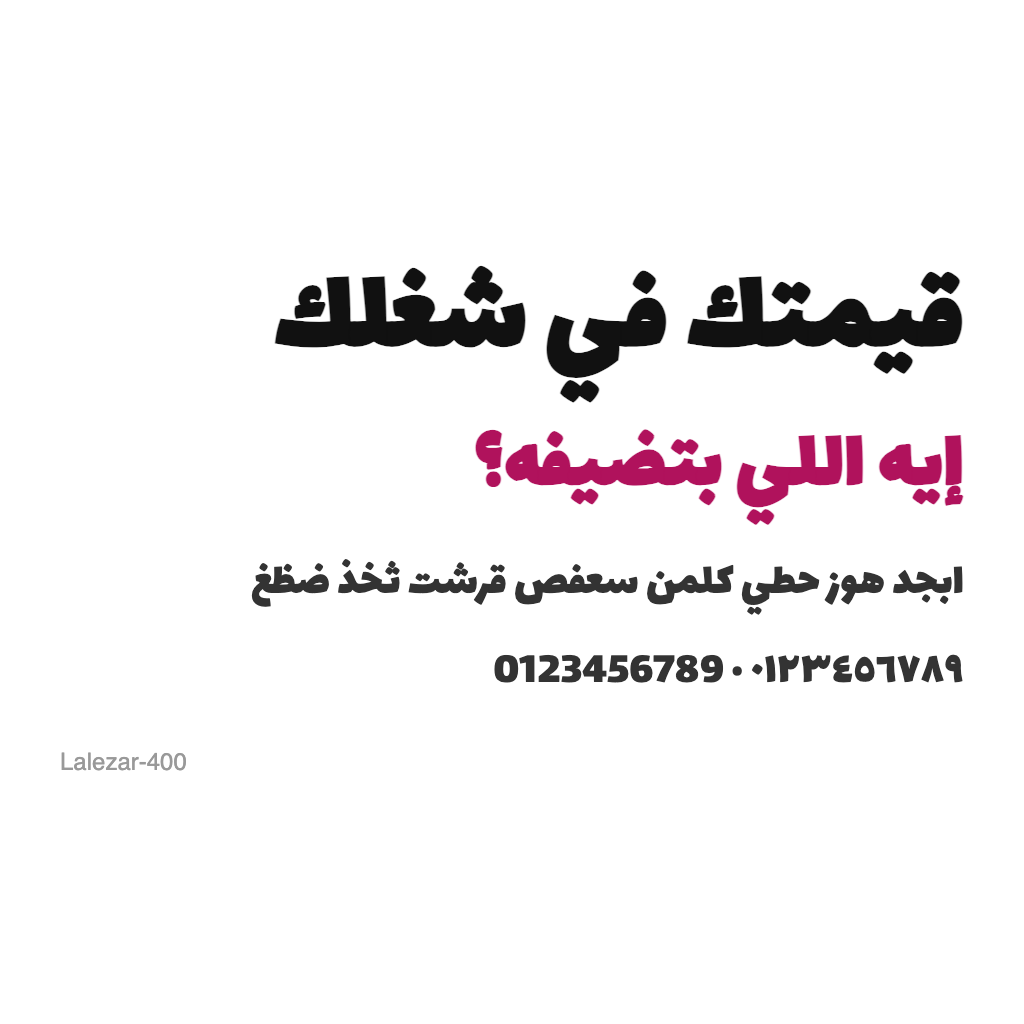 قيمتك في شغلك
إيه اللي بتضيفه؟
ابجد هوز حطي كلمن سعفص قرشت ثخذ ضظغ
0123456789 • ٠١٢٣٤٥٦٧٨٩
Lalezar-400